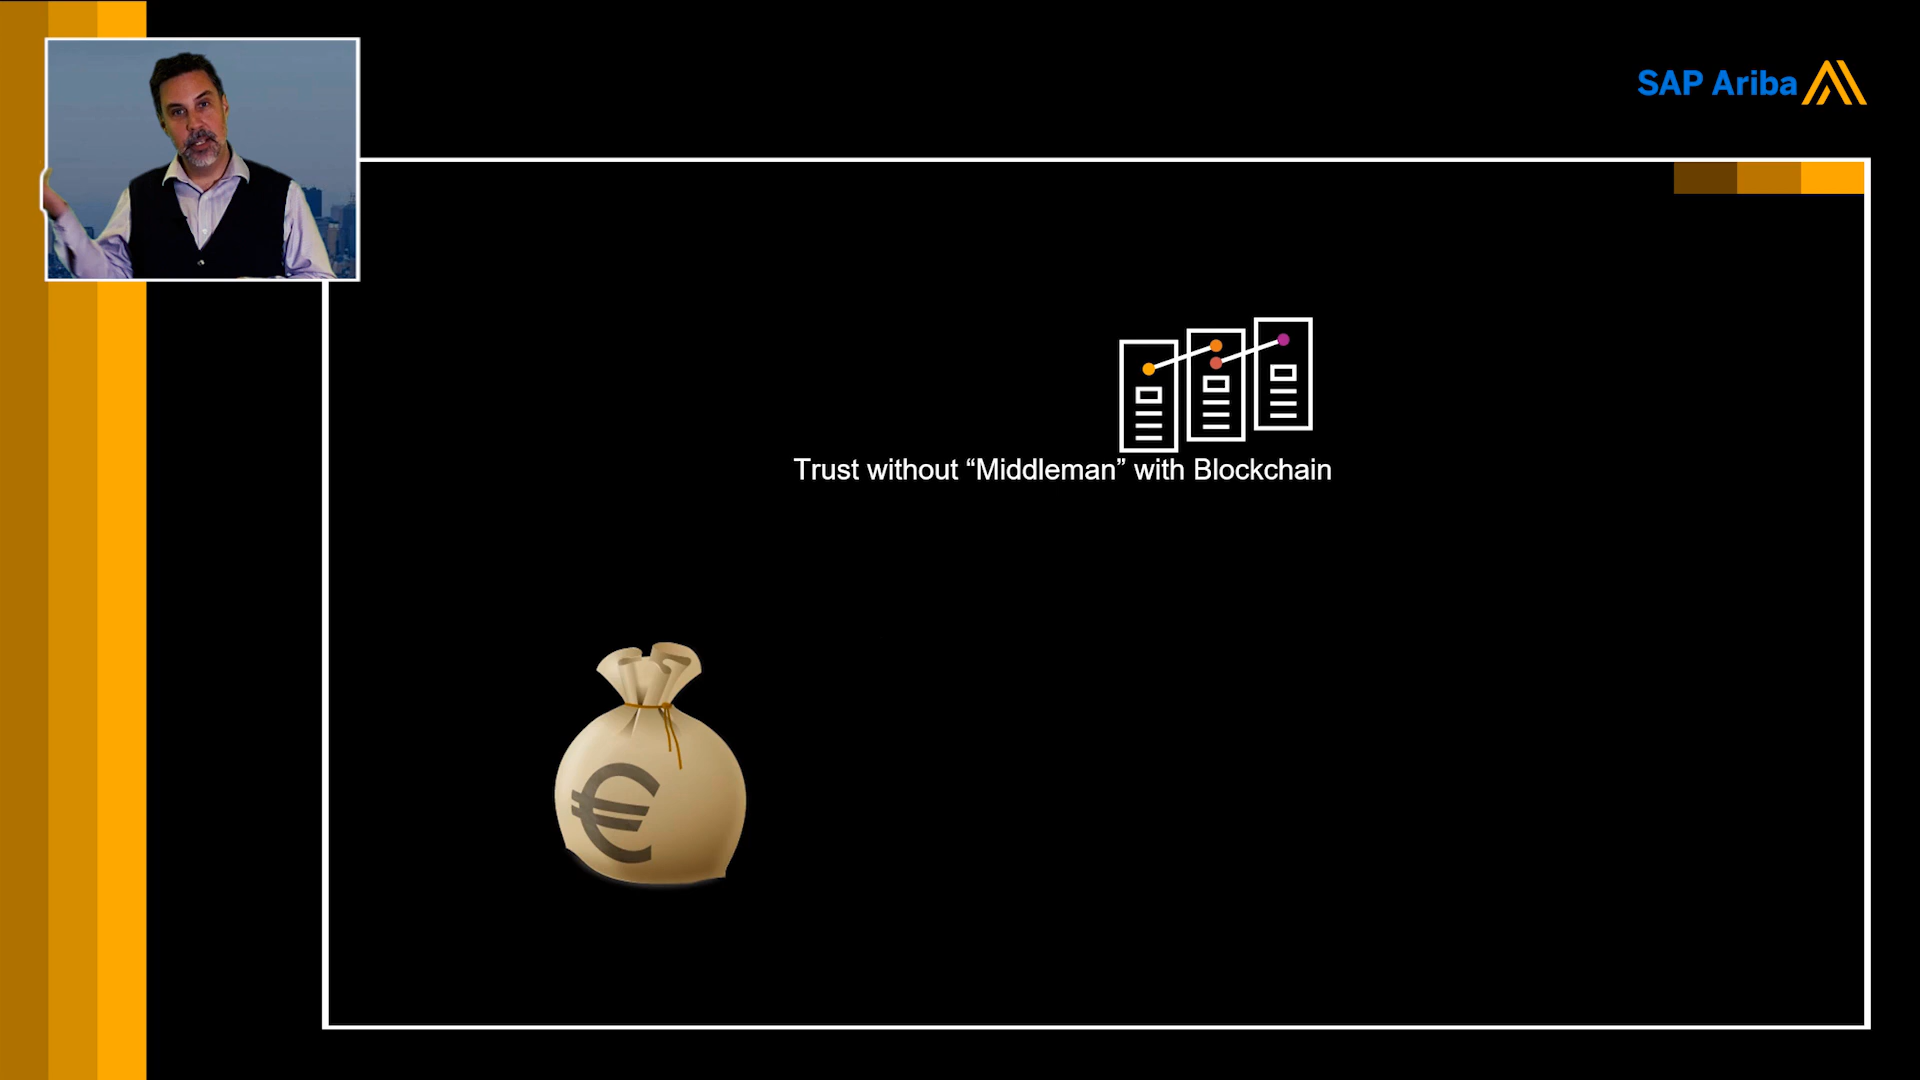 SAP Ariba
Trust without “Middleman” with Blockchain
€